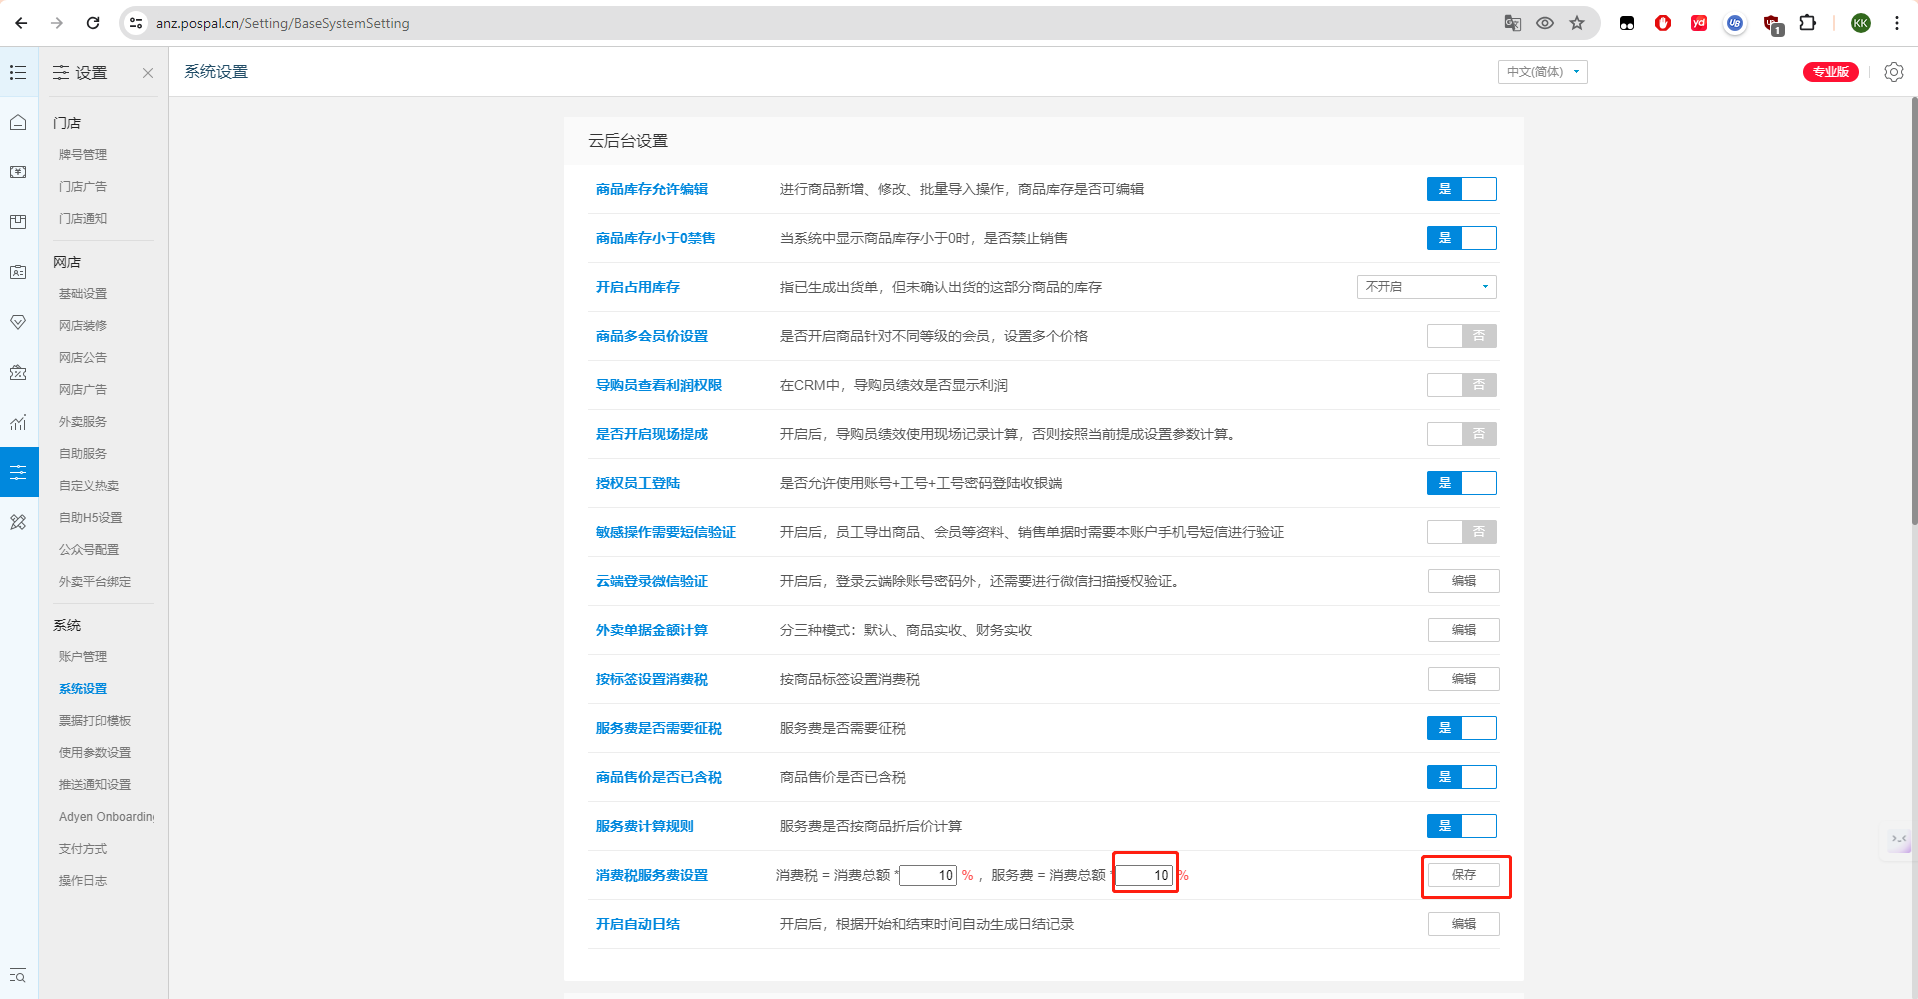 anz.pospal.cn/Setting/BaseSystemSetting
yd
UB
1
KK
设置
系统设置
中文(简体)
专业版
门店
牌号管理
门店广告
门店通知
网店
基础设置
网店装修
网店公告
网店广告
外卖服务
自助服务
自定义热卖
自助H5设置
公众号配置
外卖平台绑定
系统
账户管理
系统设置
票据打印模板
使用参数设置
推送通知设置
Adyen Onboarding
支付方式
操作日志
云后台设置
商品库存允许编辑 进行商品新增、修改、批量导入操作，商品库存是否可编辑 是
商品库存小于0禁售 当系统中显示商品库存小于0时，是否禁止销售 是
开启占用库存 指已生成出货单，但未确认出货的这部分商品的库存 不开启
商品多会员价设置 是否开启商品针对不同等级的会员，设置多个价格 否
导购员查看利润权限 在CRM中，导购员绩效是否显示利润 否
是否开启现场提成 开启后，导购员绩效使用现场记录计算，否则按照当前提成设置参数计算。 否
授权员工登陆 是否允许使用账号+工号+工号密码登陆收银端 是
敏感操作需要短信验证 开启后，员工导出商品、会员等资料、销售单据时需要本账户手机号短信进行验证 否
云端登录微信验证 开启后，登录云端除账号密码外，还需要进行微信扫描授权验证。 编辑
外卖单据金额计算 分三种模式：默认、商品实收、财务实收 编辑
按标签设置消费税 按商品标签设置消费税 编辑
服务费是否需要征税 服务费是否需要征税 是
商品售价是否已含税 商品售价是否已含税 是
服务费计算规则 服务费是否按商品折后价计算 是
消费税服务费设置 消费税 = 消费总额 * 10 % ，服务费 = 消费总额 * 10 % 保存
开启自动日结 开启后，根据开始和结束时间自动生成日结记录 编辑